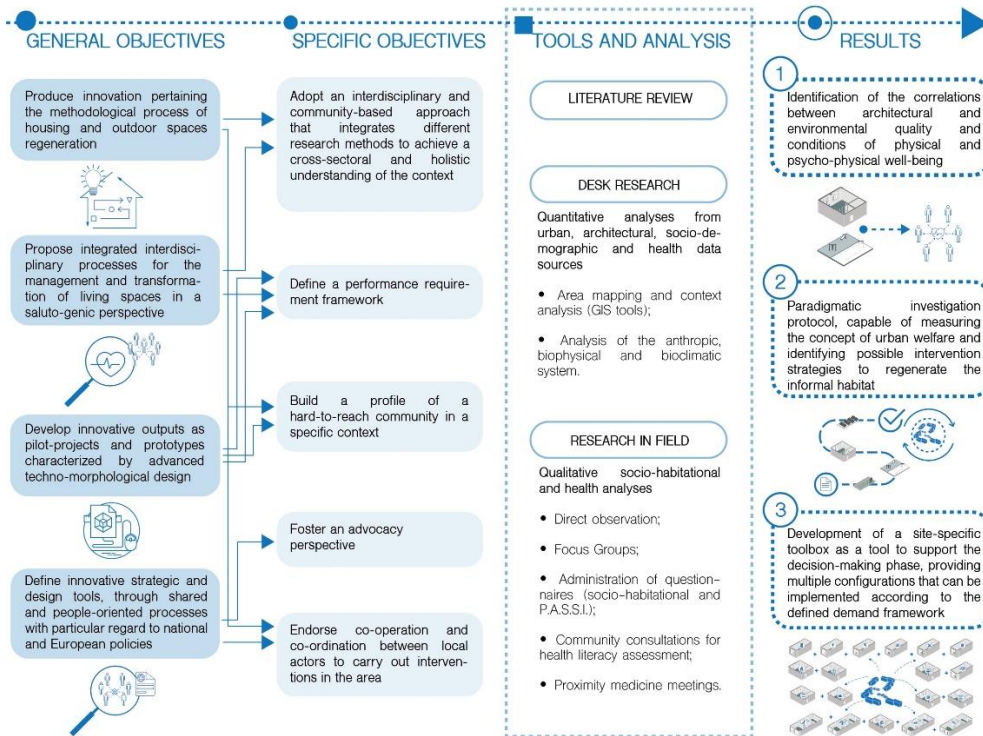 GENERAL OBJECTIVES
Produce innovation pertaining
the methodological process of
housing and outdoor spaces
regeneration
Propose integrated interdisci-
plinary processes for the
management and transforma-
tion of living spaces in a
saluto-genic perspective
Develop innovative outputs as
pilot-projects and prototypes
characterized by advanced
techno-morphological design
Define innovative strategic and
design tools, through shared
and people-oriented processes
with particular regard to national
and European policies
SPECIFIC OBJECTIVES
Adopt an interdisciplinary and
community-based approach
that integrates different
research methods to achieve a
cross-sectoral and holistic
understanding of the context
Define a performance require-
ment framework
Build a profile of a
hard-to-reach community in a
specific context
Foster an advocacy
perspective
Endorse co-operation and
co-ordination between local
actors to carry out interven-
tions in the area
TOOLS AND ANALYSIS
LITERATURE REVIEW
DESK RESEARCH
Quantitative analyses from
urban, architectural, socio-de-
mographic and health data
sources
• Area mapping and context
analysis (GIS tools);
• Analysis of the anthropic,
biophysical and bioclimatic
system.
RESEARCH IN FIELD
Qualitative socio-habitational
and health analyses
• Direct observation;
• Focus Groups;
• Administration of question-
naires (socio-habitational and
P.A.S.S.I.);
• Community consultations for
health literacy assessment;
• Proximity medicine meetings.
RESULTS
1
Identification of the correlations
between architectural and
environmental quality and
conditions of physical and
psycho-physical well-being
2
Paradigmatic investigation
protocol, capable of measuring
the concept of urban welfare and
identifying possible intervention
strategies to regenerate the
informal habitat
3
Development of a site-specific
toolbox as a tool to support the
decision-making phase, providing
multiple configurations that can be
implemented according to the
defined demand framework